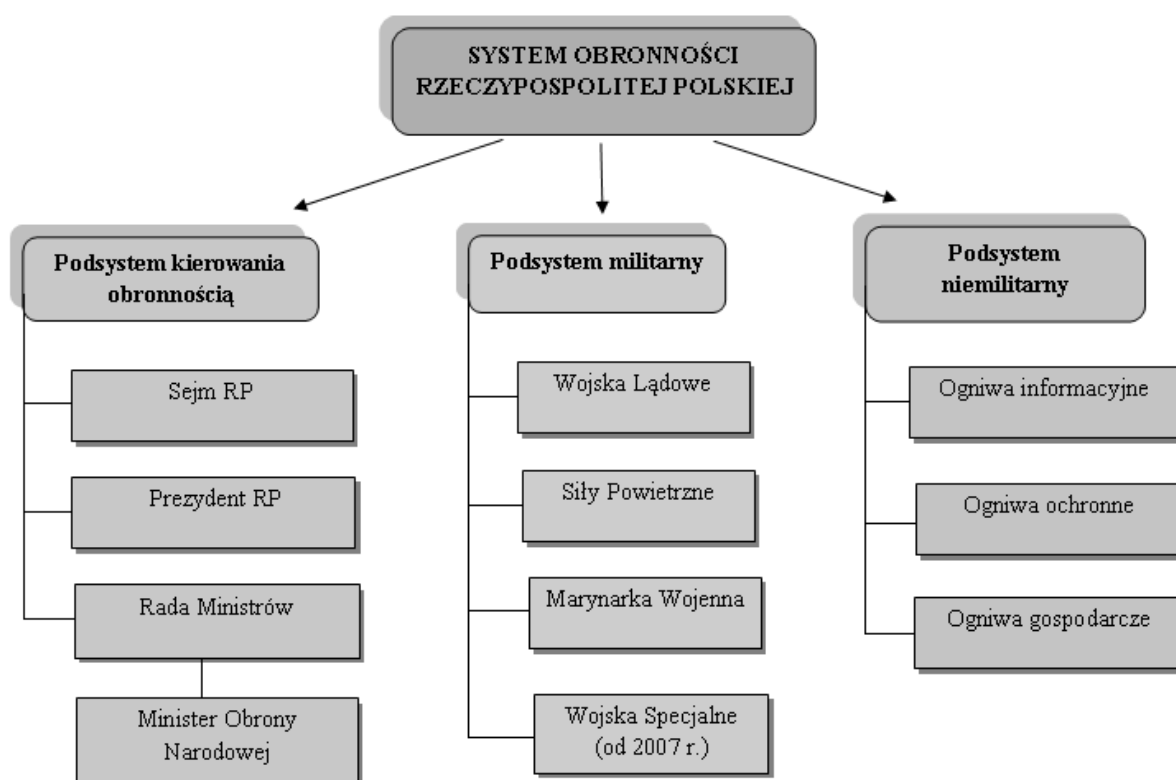 SYSTEM OBRONNOŚCI
RZECZYPOSPOLITEJ POLSKIEJ
Podsystem kierowania
obronnością
Sejm RP
Prezydent RP
Rada Ministrów
Minister Obrony
Narodowej
Podsystem militarny
Wojska Lądowe
Siły Powietrzne
Marynarka Wojenna
Wojska Specjalne
(od 2007 r.)
Podsystem
niemilitarny
Ogniwa informacyjne
Ogniwa ochronne
Ogniwa gospodarcze